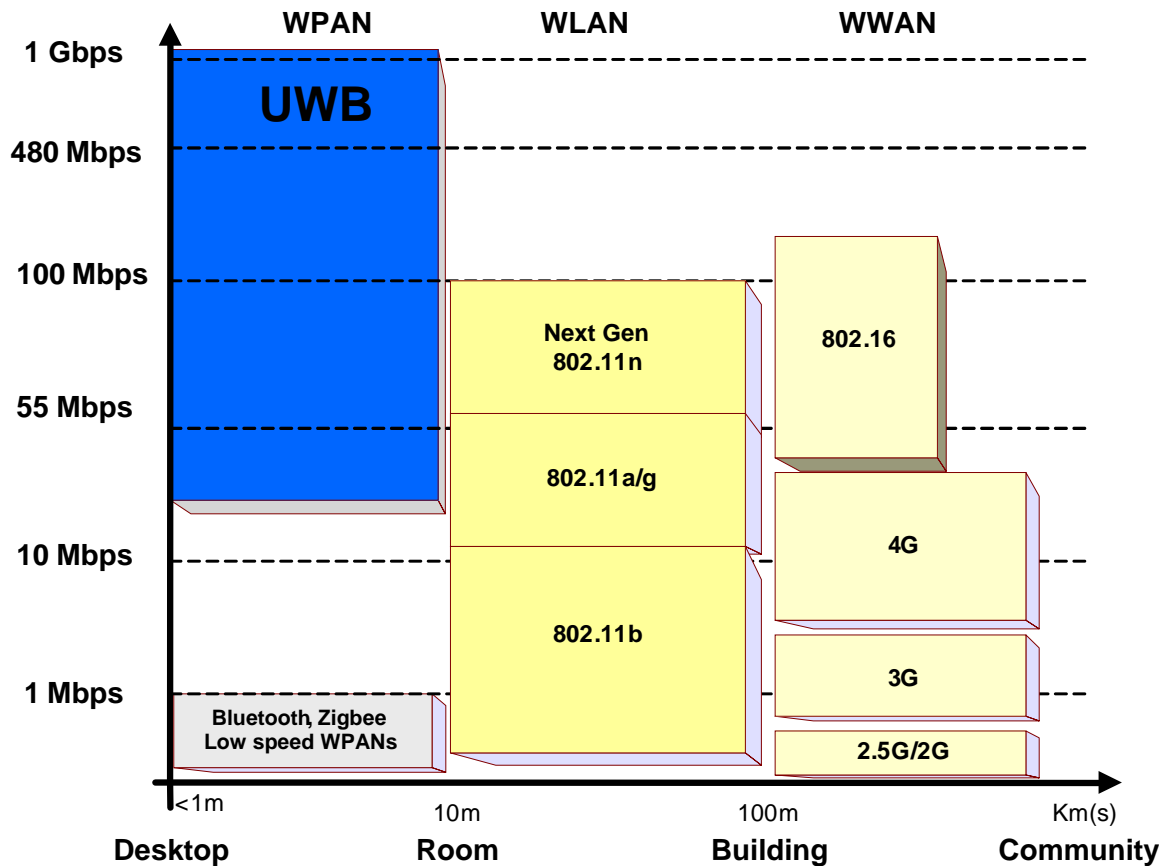 WPAN
WLAN
WWAN
1 Gbps
UWB
480 Mbps
100 Mbps
Next Gen
802.11n
802.16
55 Mbps
802.11a/g
10 Mbps
4G
802.11b
1 Mbps
3G
Bluetooth, Zigbee
Low speed WPANs
2.5G/2G
<1m
10m
100m
Km(s)
Desktop
Room
Building
Community